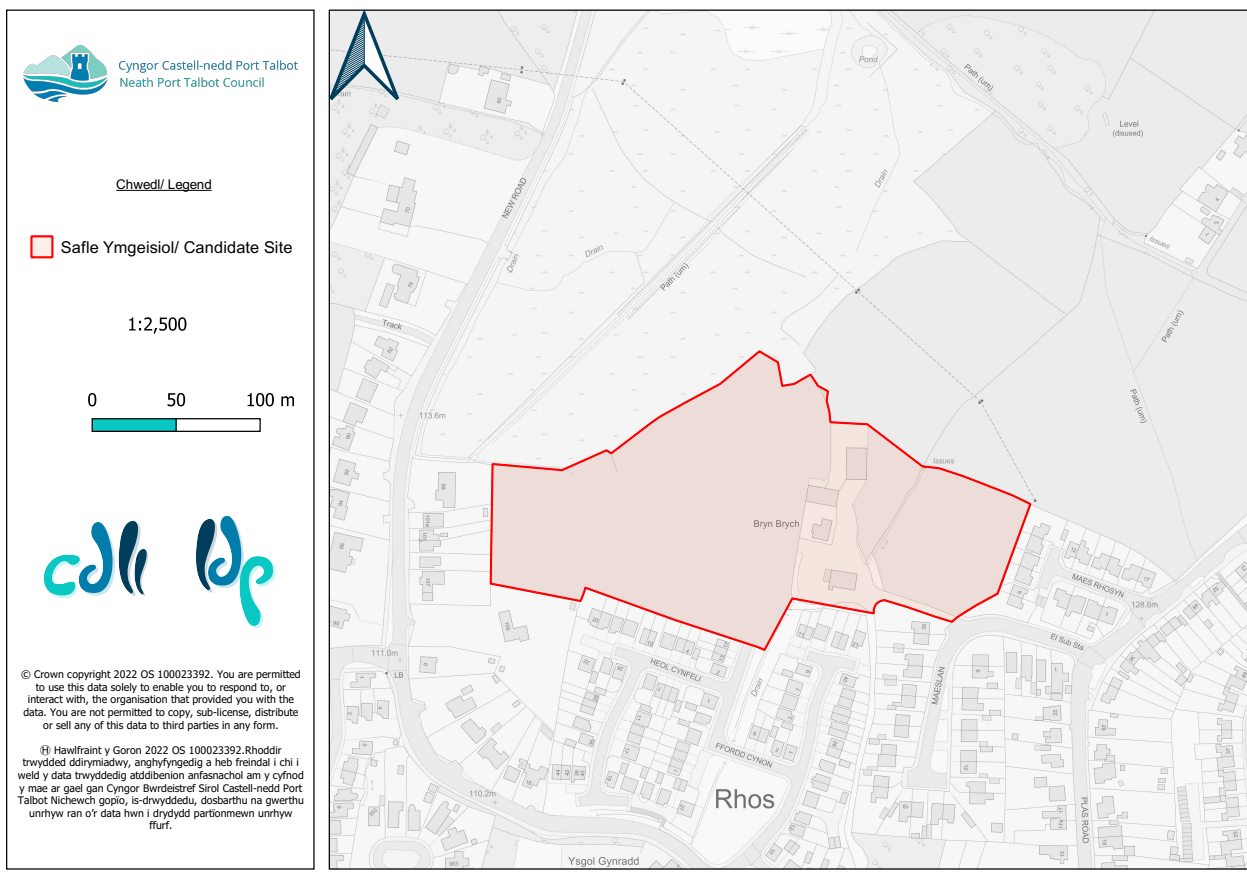 Cyngor Castell-nedd Port Talbot
Neath Port Talbot Council
Chwedl/ Legend
Safle Ymgeisiol/ Candidate Site
1:2,500
0 50 100 m
cdll ldp
© Crown copyright 2022 OS 100023392. You are permitted
to use this data solely to enable you to respond to, or
interact with, the organisation that provided you with the
data. You are not permitted to copy, sub-license, distribute
or sell any of this data to third parties in any form.
Ⓗ Hawlfraint y Goron 2022 OS 100023392.Rhoddir
trwydded ddirymiadwy, anghyfyngedig a heb freindal i chi i
weld y data trwyddedig atddibenion anfasnachol am y cyfnod
y mae ar gael gan Cyngor Bwrdeistref Sirol Castell-nedd Port
Talbot Nichewch gopïo, is-drwyddedu, dosbarthu na gwerthu
unrhyw ran o'r data hwn i drydydd partionmewn unrhyw
ffurf.
Pond
Path (um)
Level
(disused)
NEW ROAD
Drain
Drain
Drain
Path (um)
Issues
Track
Path (um)
Path (um)
113.6m
Issues
Bryn Brych
MAES RHOSYN
128.6m
El Sub Sta
111.0m
LB
HEOL CYNFELI
Drain
MAESLAN
FFORDD CYNON
110.2m
Rhos
PLAS ROAD
Ysgol Gynradd